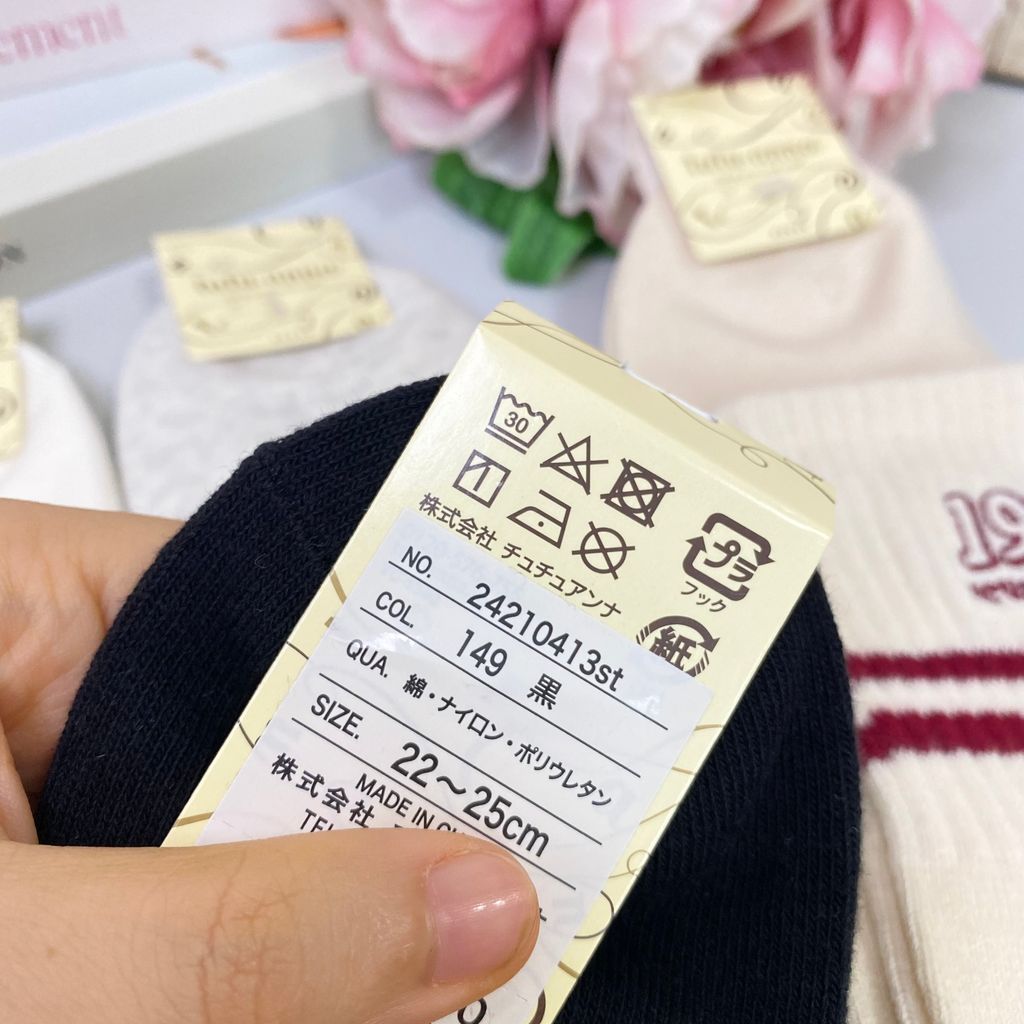 ement
30
株式会社 チュチュアンナ
プラ
フック
紙
NO. 24210413st
COL. 149 黒
QUA. 綿・ナイロン・ポリウレタン
SIZE. 22～25cm
MADE IN
株式会社
TEL
19